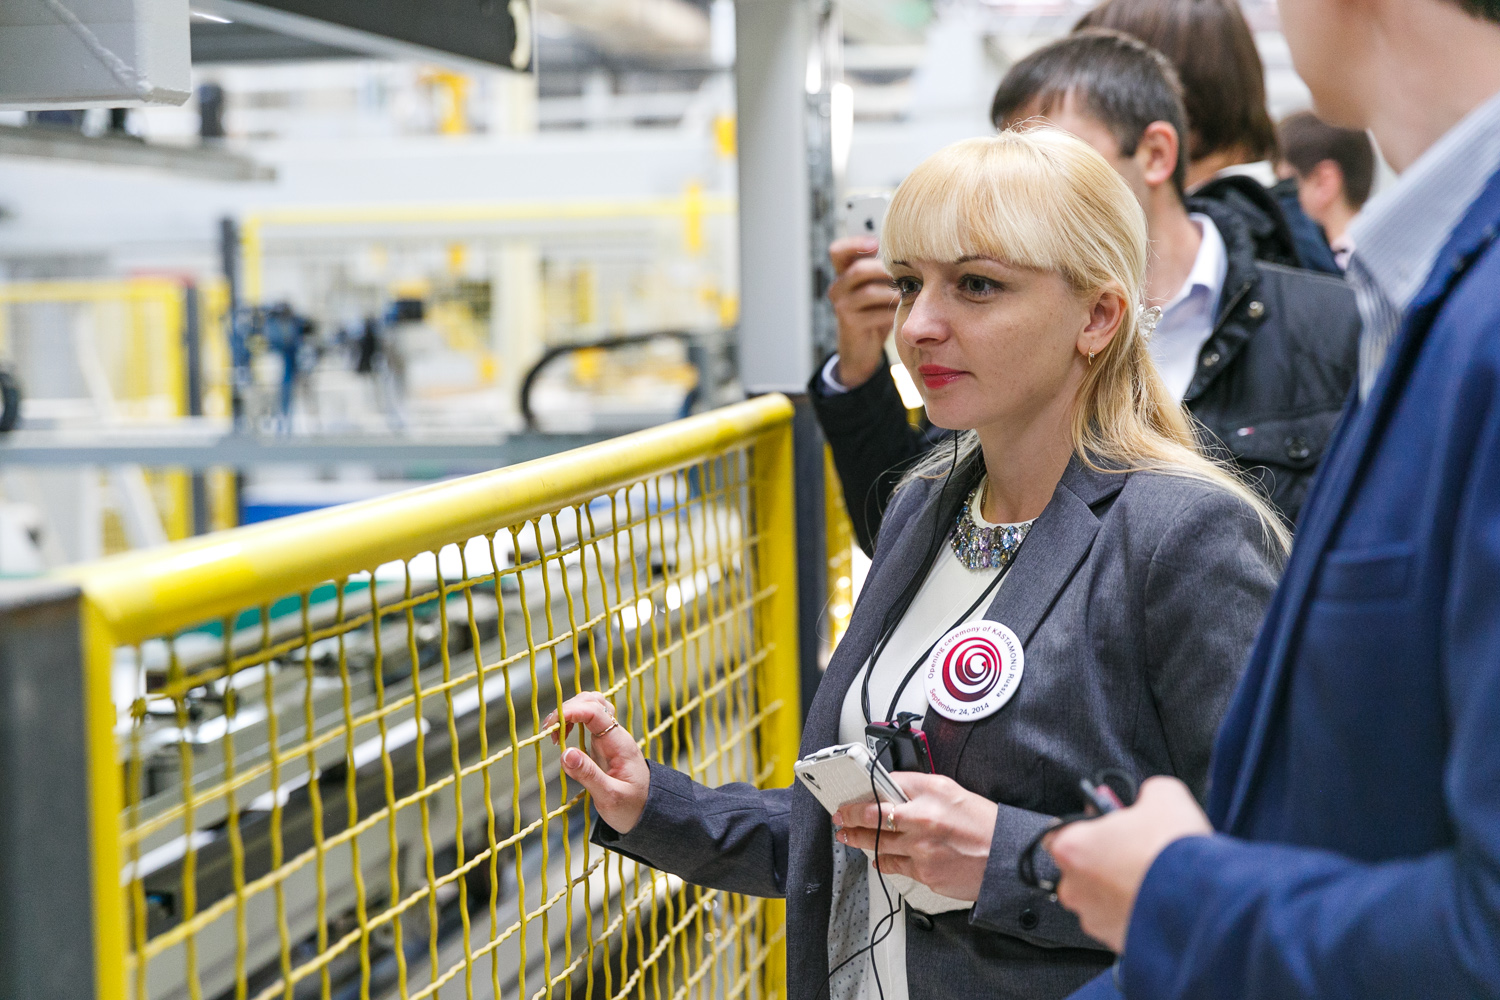 Opening ceremony of KASTAMONU Russia
September 24, 2014